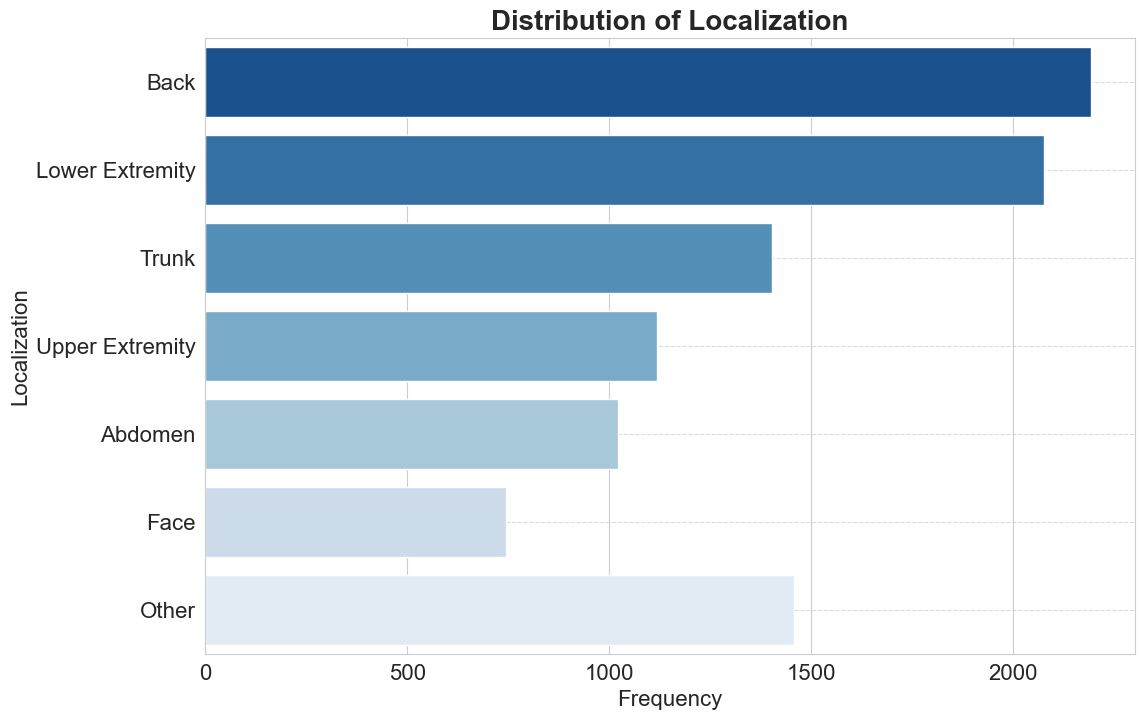 Distribution of Localization
Localization
Back
Lower Extremity
Trunk
Upper Extremity
Abdomen
Face
Other
0 500 1000 1500 2000
Frequency